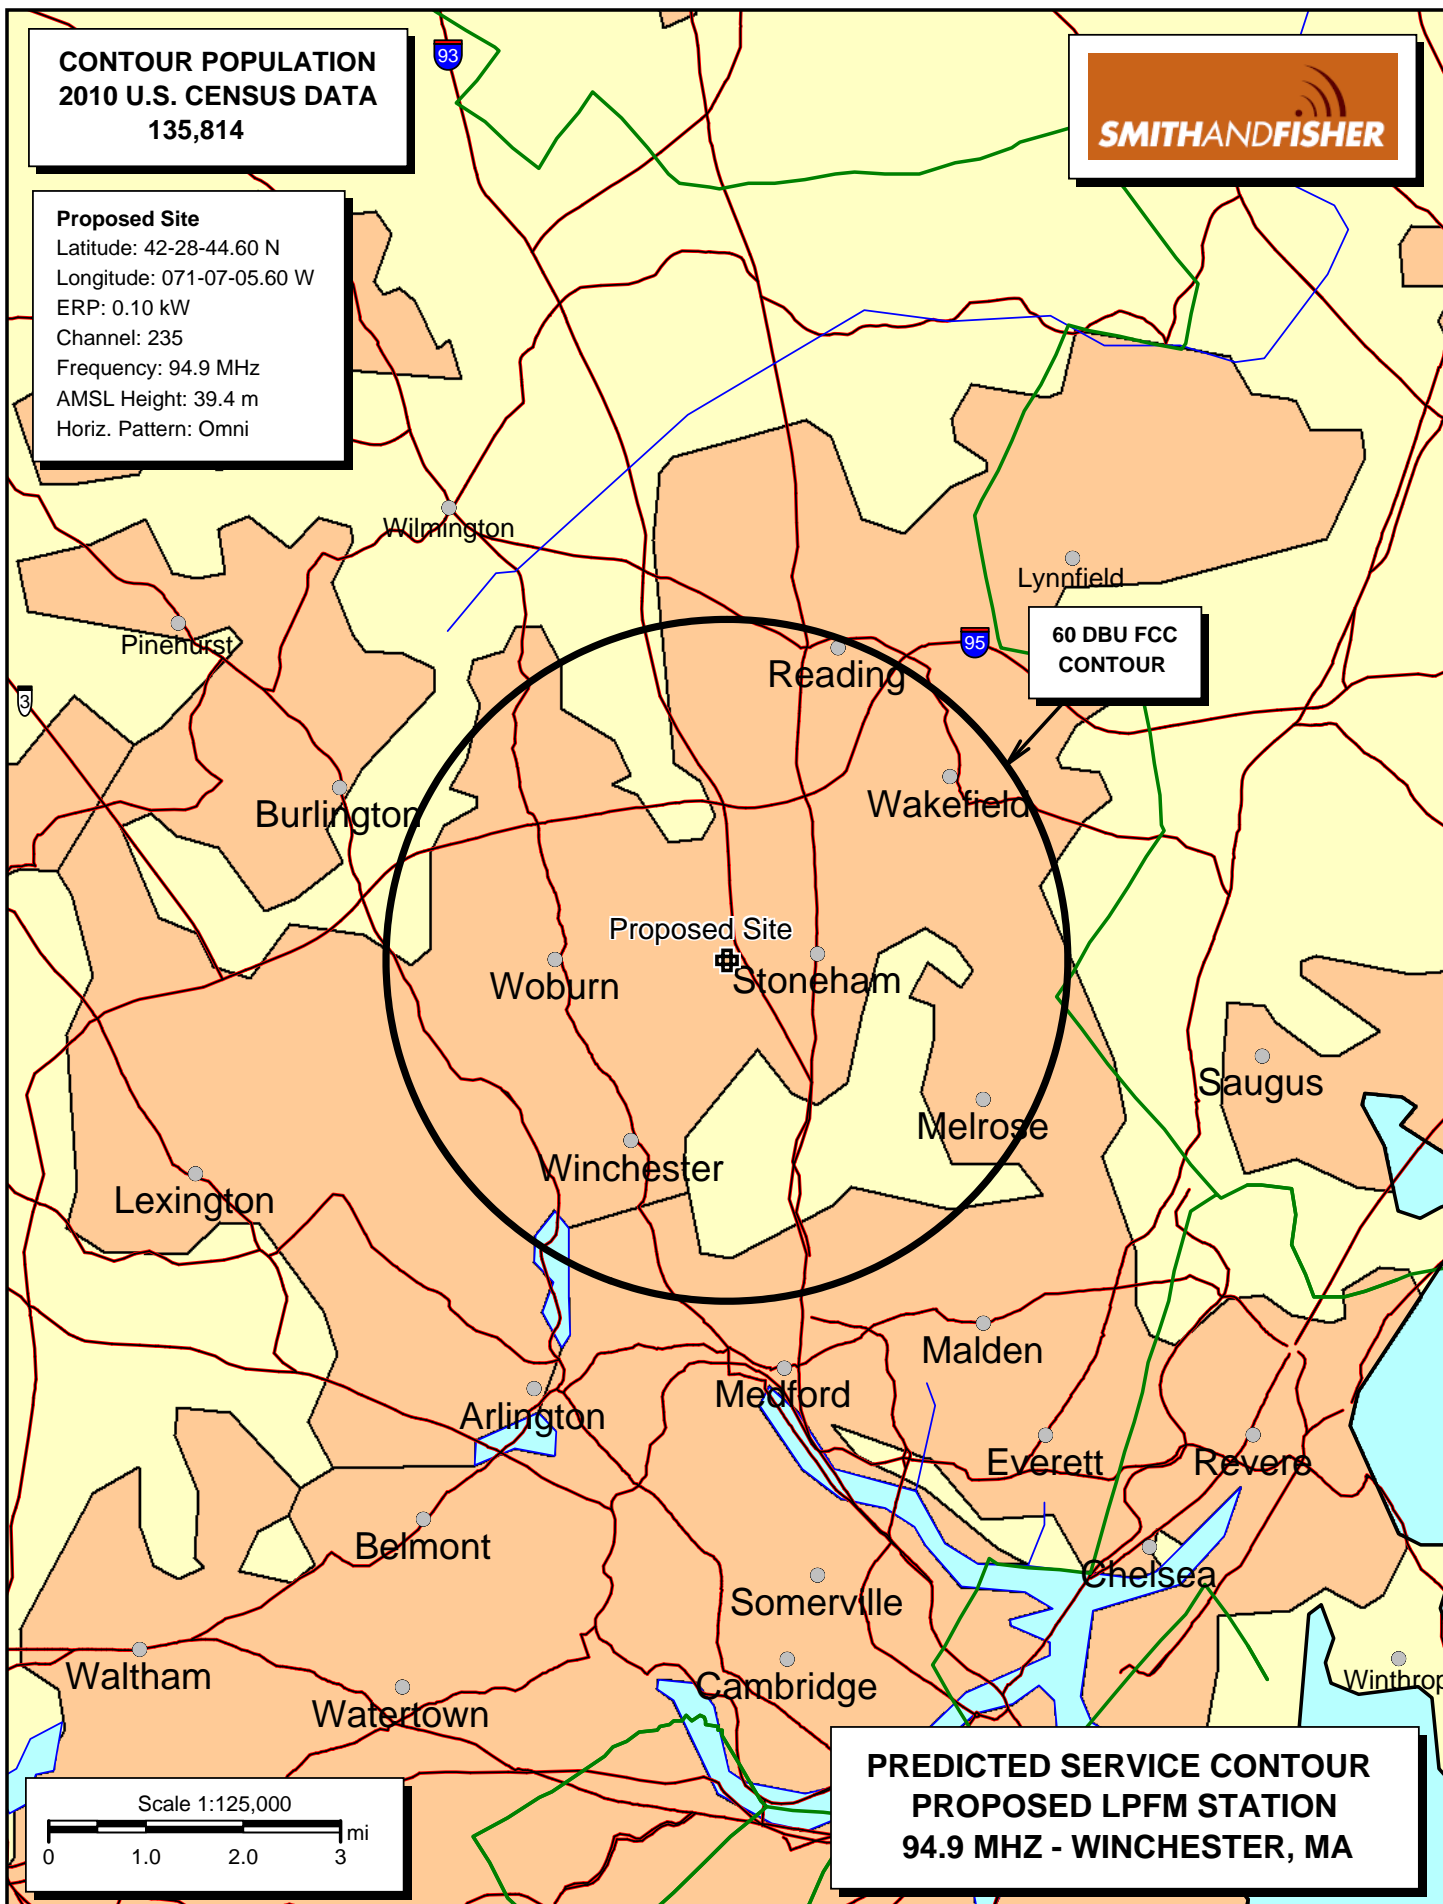 CONTOUR POPULATION
2010 U.S. CENSUS DATA
135,814
93
SMITHANDFISHER
Proposed Site
Latitude: 42-28-44.60 N
Longitude: 071-07-05.60 W
ERP: 0.10 kW
Channel: 235
Frequency: 94.9 MHz
AMSL Height: 39.4 m
Horiz. Pattern: Omni
Wilmington
Lynnfield
Pinehurst
60 DBU FCC
CONTOUR
95
Reading
3
Burlington
Wakefield
Proposed Site
Woburn
Stoneham
Saugus
Melrose
Winchester
Lexington
Malden
Medford
Arlington
Everett
Revere
Belmont
Chelsea
Somerville
Waltham
Cambridge
Winthrop
Watertown
PREDICTED SERVICE CONTOUR
PROPOSED LPFM STATION
94.9 MHZ - WINCHESTER, MA
Scale 1:125,000
mi
0 1.0 2.0 3